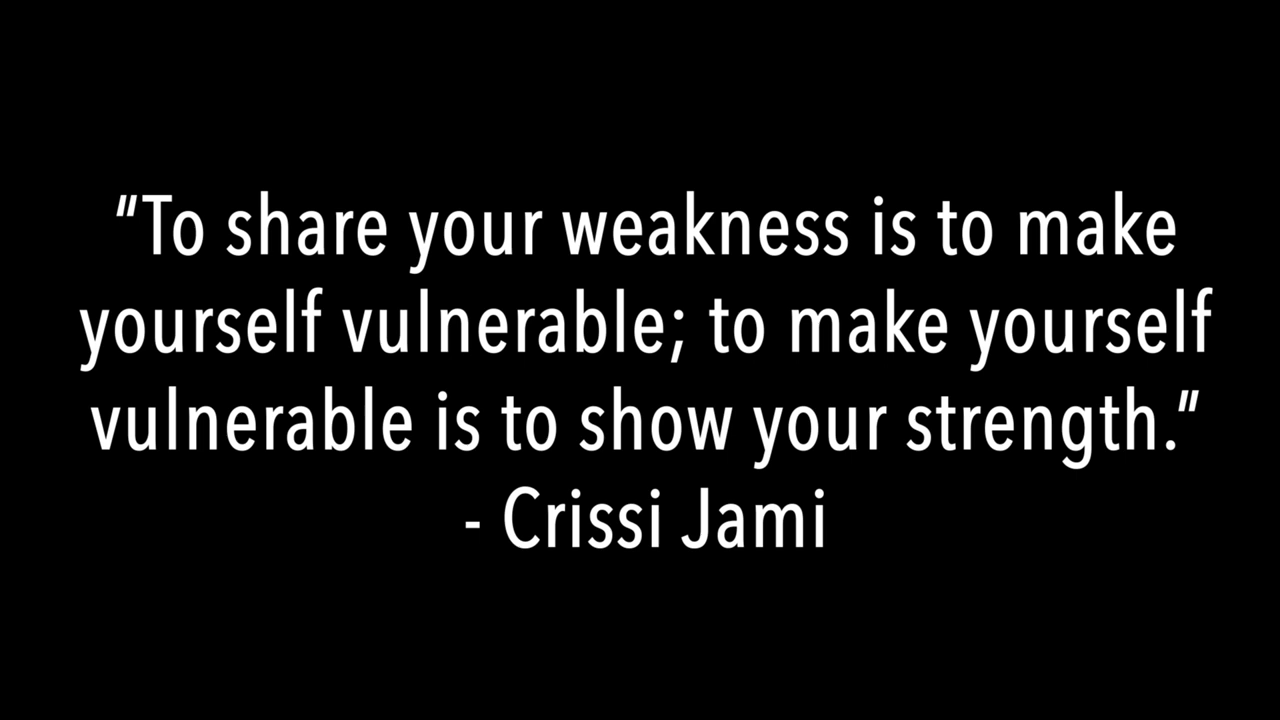 "To share your weakness is to make
yourself vulnerable; to make yourself
vulnerable is to show your strength."
- Crissi Jami